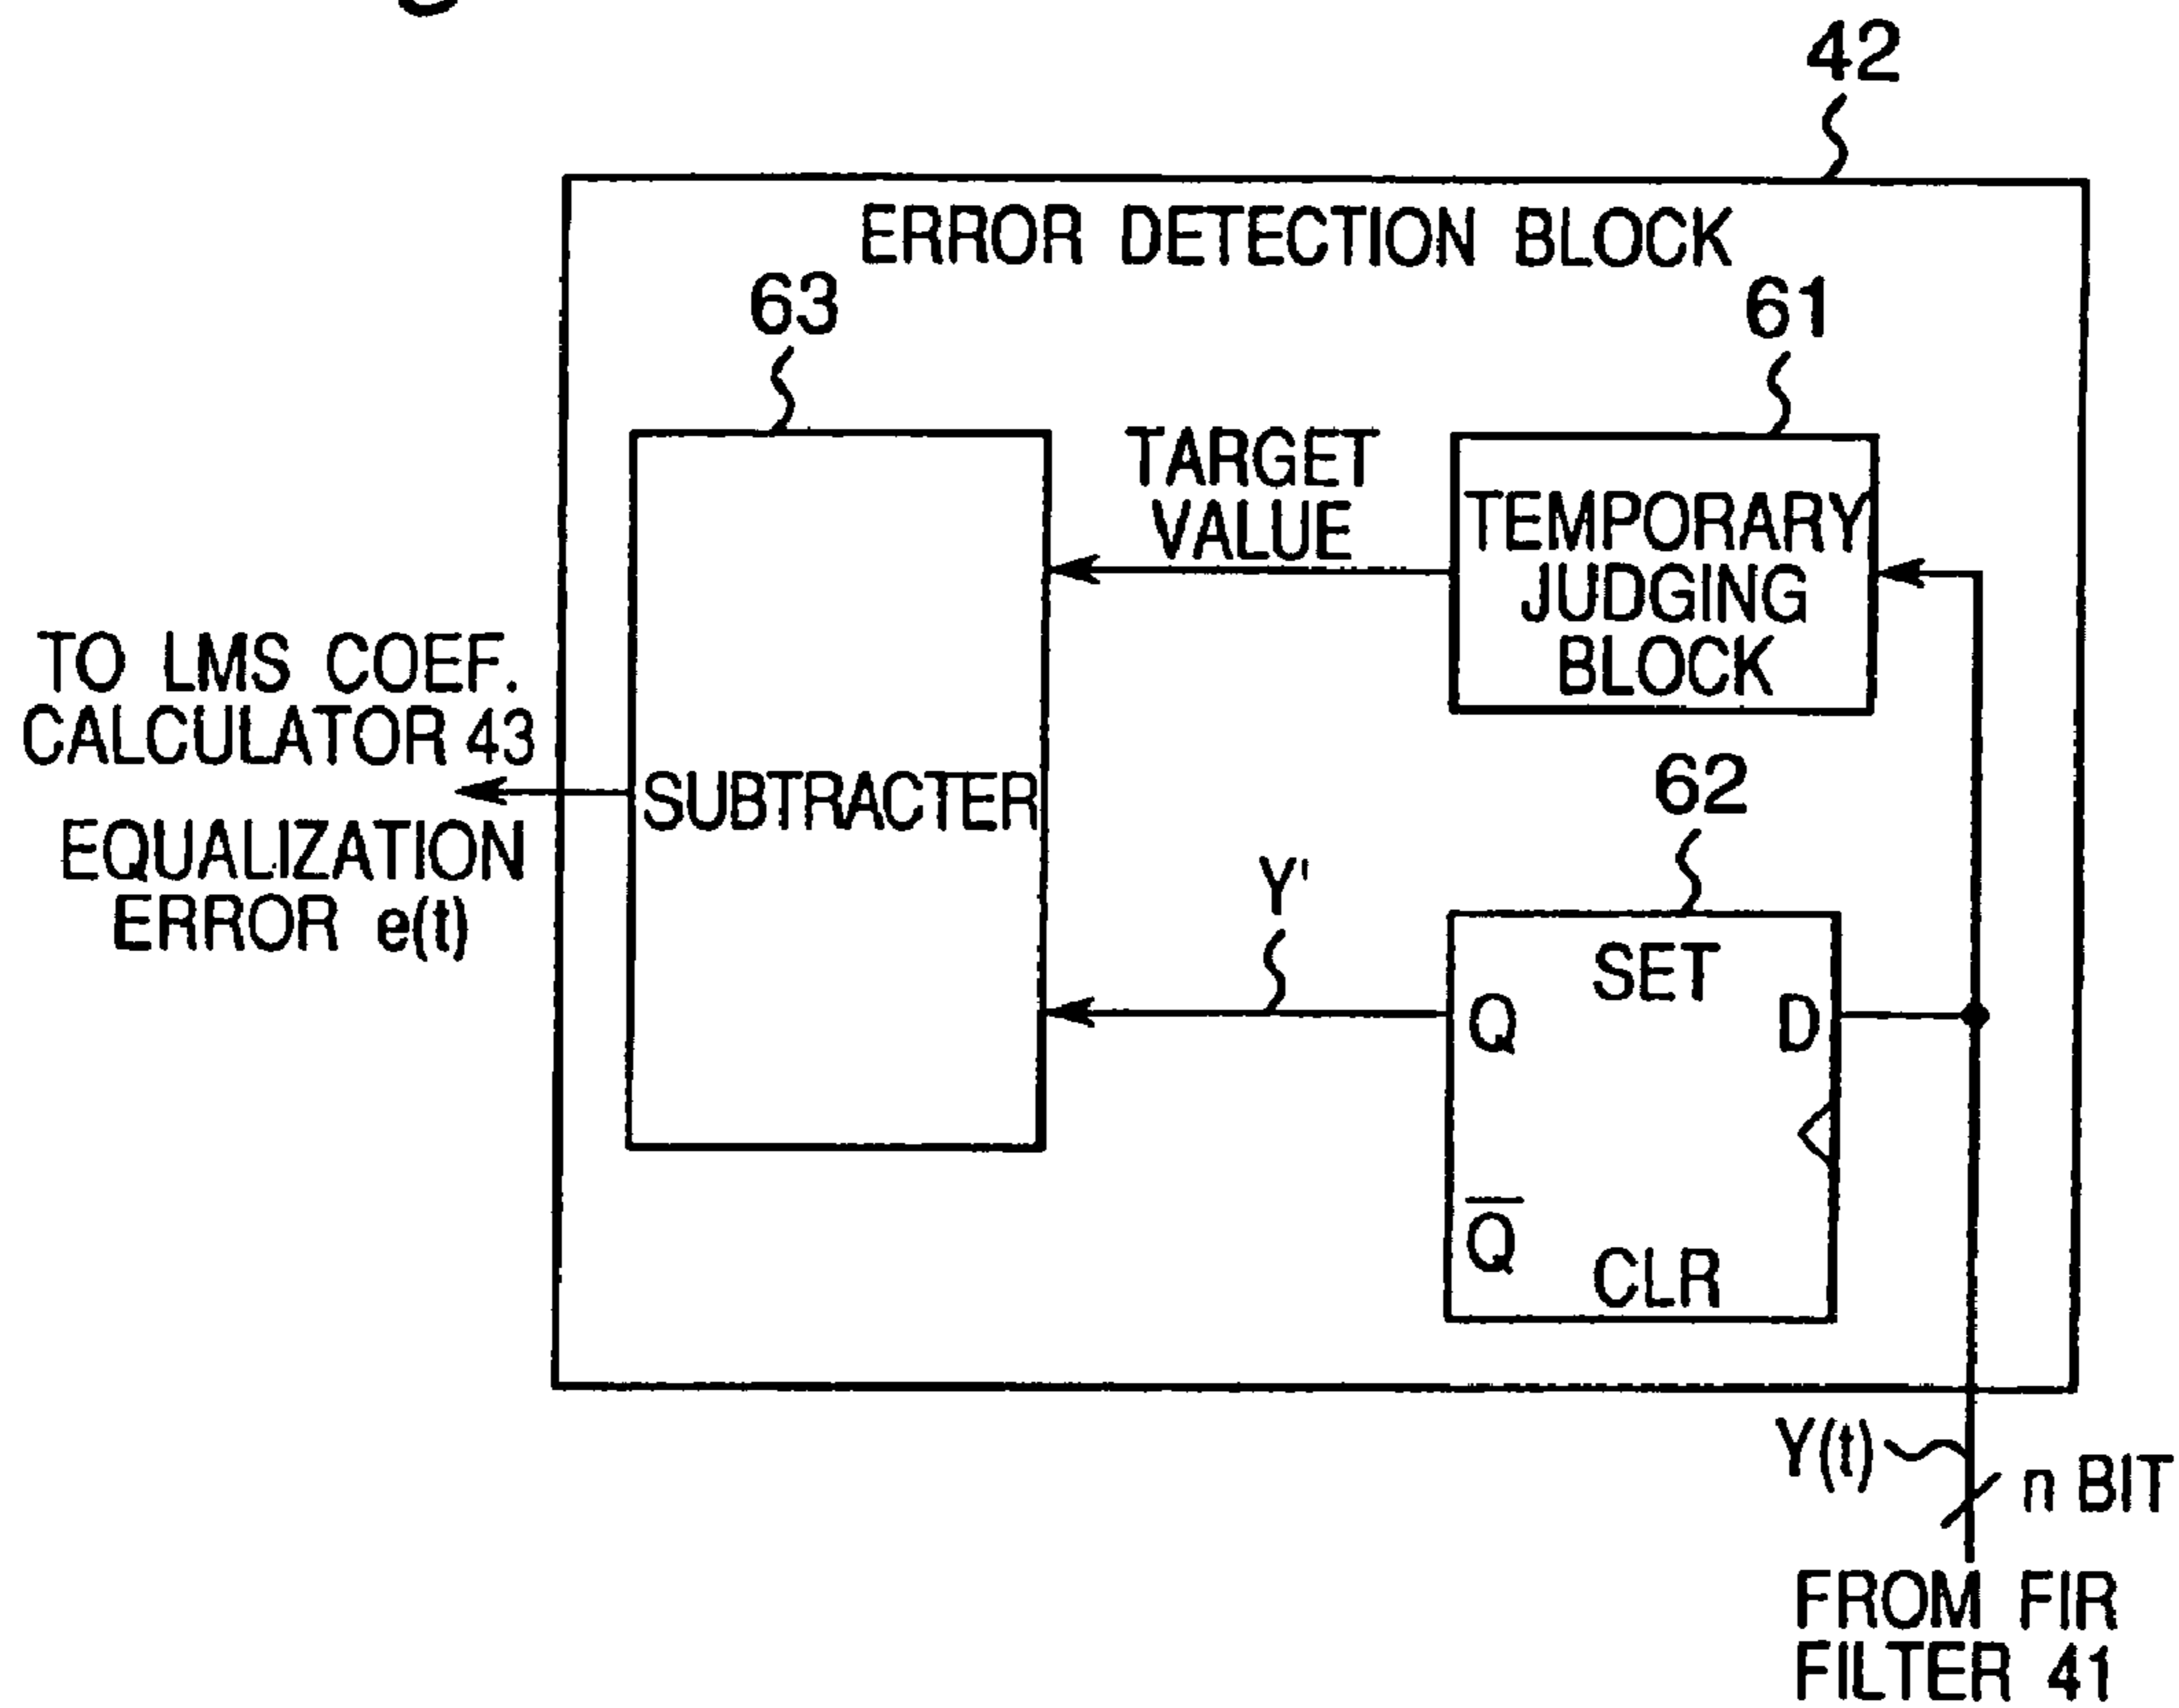 42
ERROR DETECTION BLOCK
63
61
TARGET
VALUE
TEMPORARY
JUDGING
BLOCK
TO LMS COEF.
CALCULATOR 43
SUBTRACTER
EQUALIZATION
ERROR e(t)
62
Y'
SET
Q
D
Q̅
CLR
Y(t)
n BIT
FROM FIR
FILTER 41